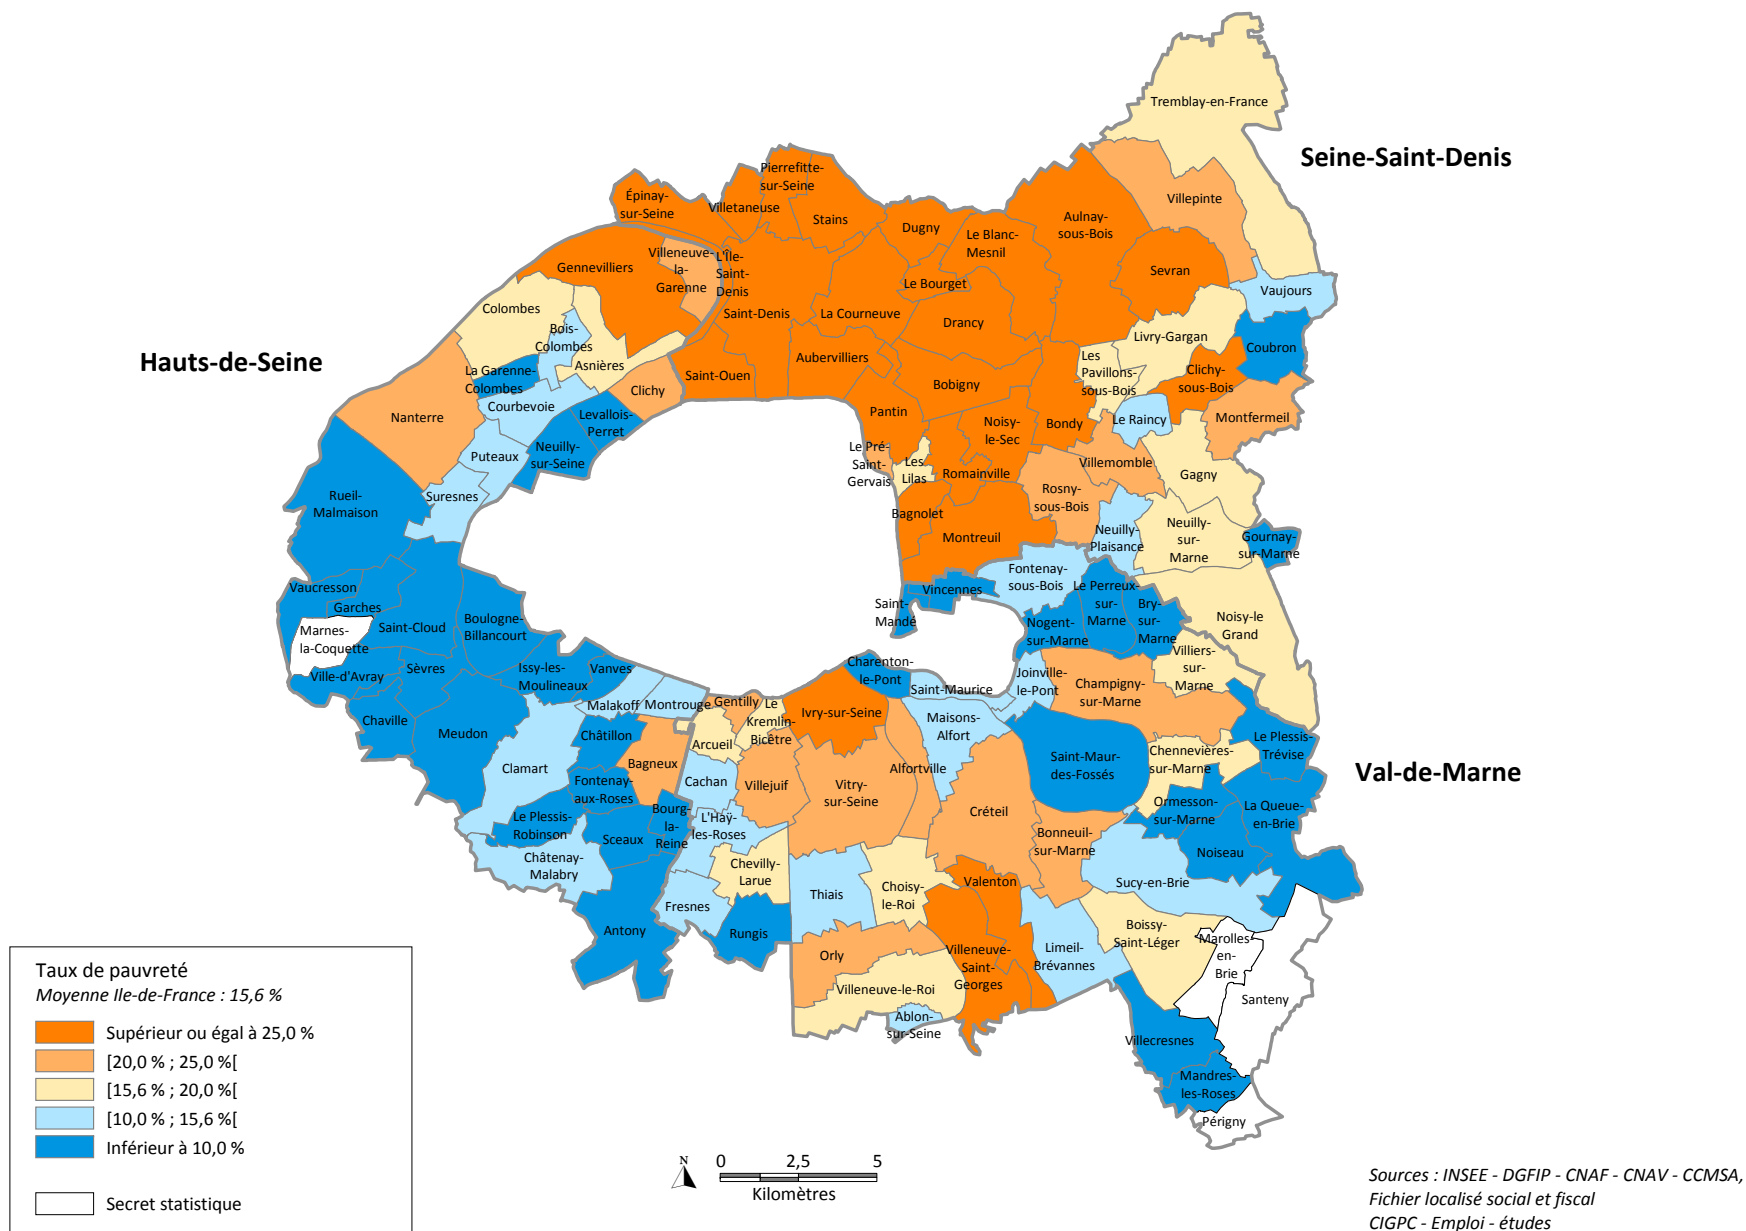 Tremblay-en-France
Seine-Saint-Denis
Pierrefitte-
sur-Seine
Épinay-
sur-Seine
Villetaneuse
Stains
Dugny
Le Blanc-
Mesnil
Aulnay-
sous-Bois
Villepinte
Gennevilliers
Villeneuve-
la-
Garenne
L'Île-
Saint-
Denis
Le Bourget
Sevran
Vaujours
Colombes
Saint-Denis
La Courneuve
Drancy
Bois-
Colombes
Livry-Gargan
Coubron
Hauts-de-Seine
La Garenne-
Colombes
Asnières
Aubervilliers
Les
Pavillons-
sous-Bois
Clichy-
sous-Bois
Saint-Ouen
Clichy
Bobigny
Courbevoie
Nanterre
Levallois-
Perret
Pantin
Noisy-
le-Sec
Bondy
Le Raincy
Montfermeil
Neuilly-
sur-Seine
Puteaux
Le Pré-
Saint-
Gervais
Les
Lilas
Romainville
Villemomble
Gagny
Rueil-
Malmaison
Suresnes
Rosny-
sous-Bois
Bagnolet
Montreuil
Neuilly-
Plaisance
Neuilly-
sur-
Marne
Gournay-
sur-Marne
Vaucresson
Garches
Fontenay-
sous-Bois
Le Perreux-
sur-
Marne
Vincennes
Saint-
Mandé
Bry-
sur-
Marne
Noisy-le
Grand
Marnes-
la-Coquette
Saint-Cloud
Boulogne-
Billancourt
Nogent-
sur-Marne
Ville-d'Avray
Sèvres
Issy-les-
Moulineaux
Vanves
Charenton-
le-Pont
Saint-Maurice
Joinville-
le-Pont
Villiers-
sur-
Marne
Champigny-
sur-Marne
Chaville
Meudon
Malakoff
Montrouge
Gentilly
Le
Kremlin-
Bicêtre
Ivry-sur-Seine
Maisons-
Alfort
Châtillon
Arcueil
Saint-Maur-
des-Fossés
Chennevières-
sur-Marne
Le Plessis-
Trévise
Clamart
Bagneux
Cachan
Villejuif
Vitry-
sur-Seine
Alfortville
Val-de-Marne
Fontenay-
aux-Roses
Bourg-
la-
Reine
Créteil
Ormesson-
sur-Marne
La Queue-
en-Brie
Le Plessis-
Robinson
Sceaux
L'Haÿ-
les-Roses
Bonneuil-
sur-Marne
Noiseau
Châtenay-
Malabry
Chevilly-
Larue
Thiais
Choisy-
le-Roi
Valenton
Sucy-en-Brie
Fresnes
Antony
Rungis
Orly
Villeneuve-
Saint-
Georges
Limeil-
Brévannes
Boissy-
Saint-Léger
Marolles-
en-
Brie
Santeny
Villeneuve-le-Roi
Ablon-
sur-Seine
Villecresnes
Mandres-
les-Roses
Périgny
Taux de pauvreté
Moyenne Ile-de-France : 15,6 %
Supérieur ou égal à 25,0 %
[20,0 % ; 25,0 %[
[15,6 % ; 20,0 %[
[10,0 % ; 15,6 %[
Inférieur à 10,0 %
Secret statistique
N
0 2,5 5
Kilomètres
Sources : INSEE - DGFIP - CNAF - CNAV - CCMSA,
Fichier localisé social et fiscal
CIGPC - Emploi - études